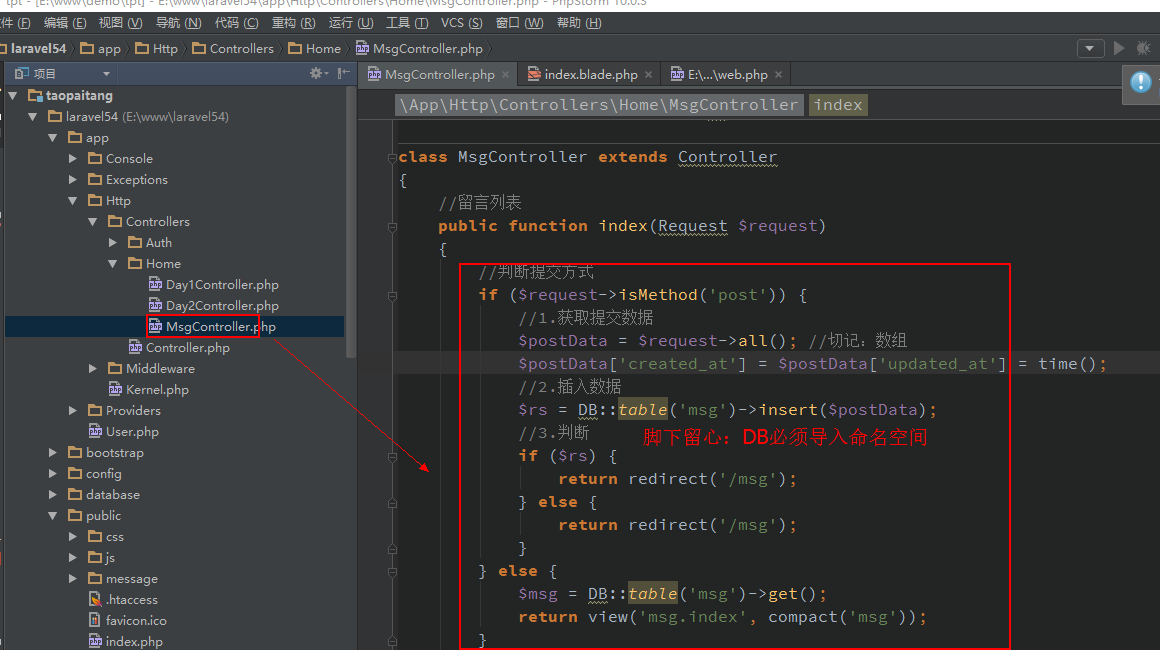 tpt - [E:\www\demo\tpt] - E:\www\laravel54\app\Http\Controllers\Home\MsgController.php - PhpStorm 10.0.3
件 (F) 编辑 (E) 视图 (V) 导航 (N) 代码 (C) 重构 (R) 运行 (U) 工具 (T) VCS (S) 窗口 (W) 帮助 (H)
laravel54 app Http Controllers Home MsgController.php
项目
MsgController.php × index.blade.php × E:\...\web.php ×
taopaitang
laravel54 (E:\www\laravel54)
app
Console
Exceptions
Http
Controllers
Auth
Home
Day1Controller.php
Day2Controller.php
MsgController.php
Controller.php
Middleware
Kernel.php
Providers
User.php
bootstrap
config
database
public
css
js
message
.htaccess
favicon.ico
index.php
\App\Http\Controllers\Home\MsgController index
class MsgController extends Controller
{
//留言列表
public function index(Request $request)
{
//判断提交方式
if ($request->isMethod('post')) {
//1.获取提交数据
$postData = $request->all(); //切记：数组
$postData['created_at'] = $postData['updated_at'] = time();
//2.插入数据
$rs = DB::table('msg')->insert($postData);
//3.判断
脚下留心：DB必须导入命名空间
if ($rs) {
return redirect('/msg');
} else {
return redirect('/msg');
}
} else {
$msg = DB::table('msg')->get();
return view('msg.index', compact('msg'));
}